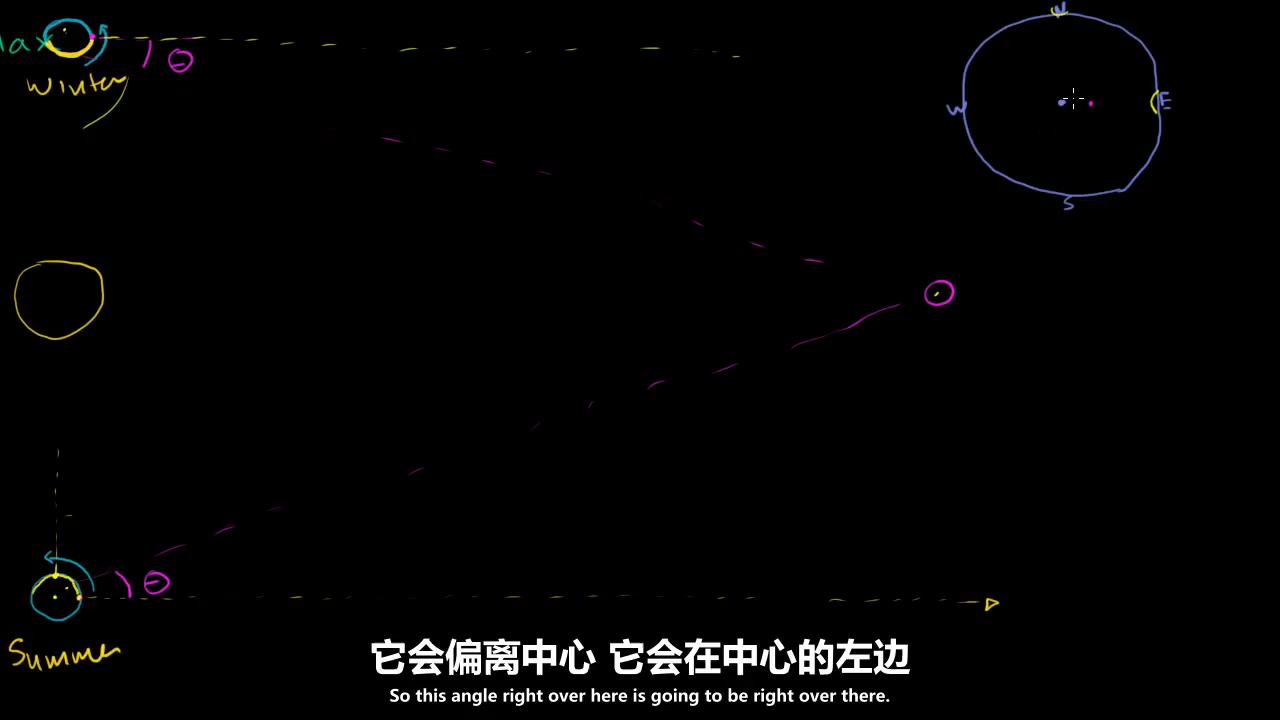 N
lax
θ
Winter
W
E
S
θ
Summer
它会偏离中心 它会在中心的左边
So this angle right over here is going to be right over there.